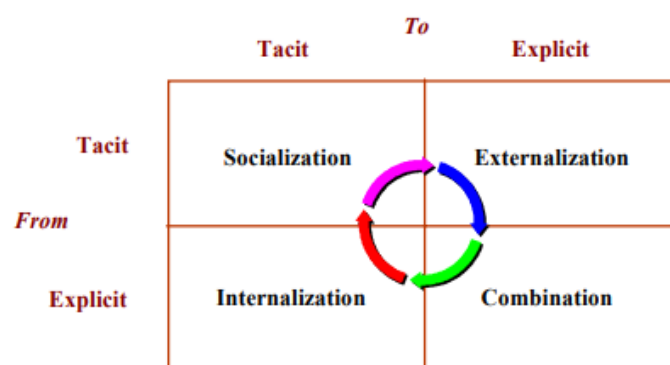 To
Tacit Explicit
Tacit
Socialization Externalization
From
Explicit
Internalization Combination